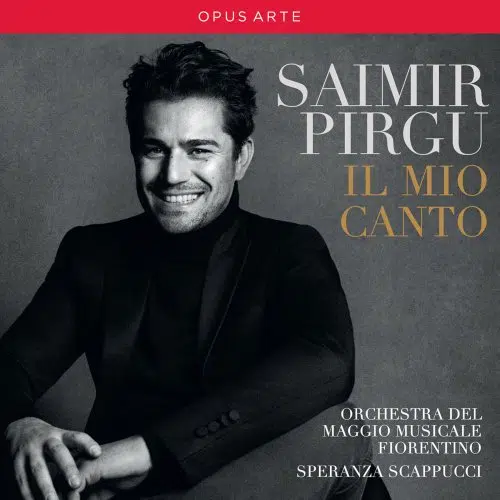 OPUS ARTE
SAIMIR
PIRGU
IL MIO
CANTO
ORCHESTRA DEL
MAGGIO MUSICALE
FIORENTINO
SPERANZA SCAPPUCCI